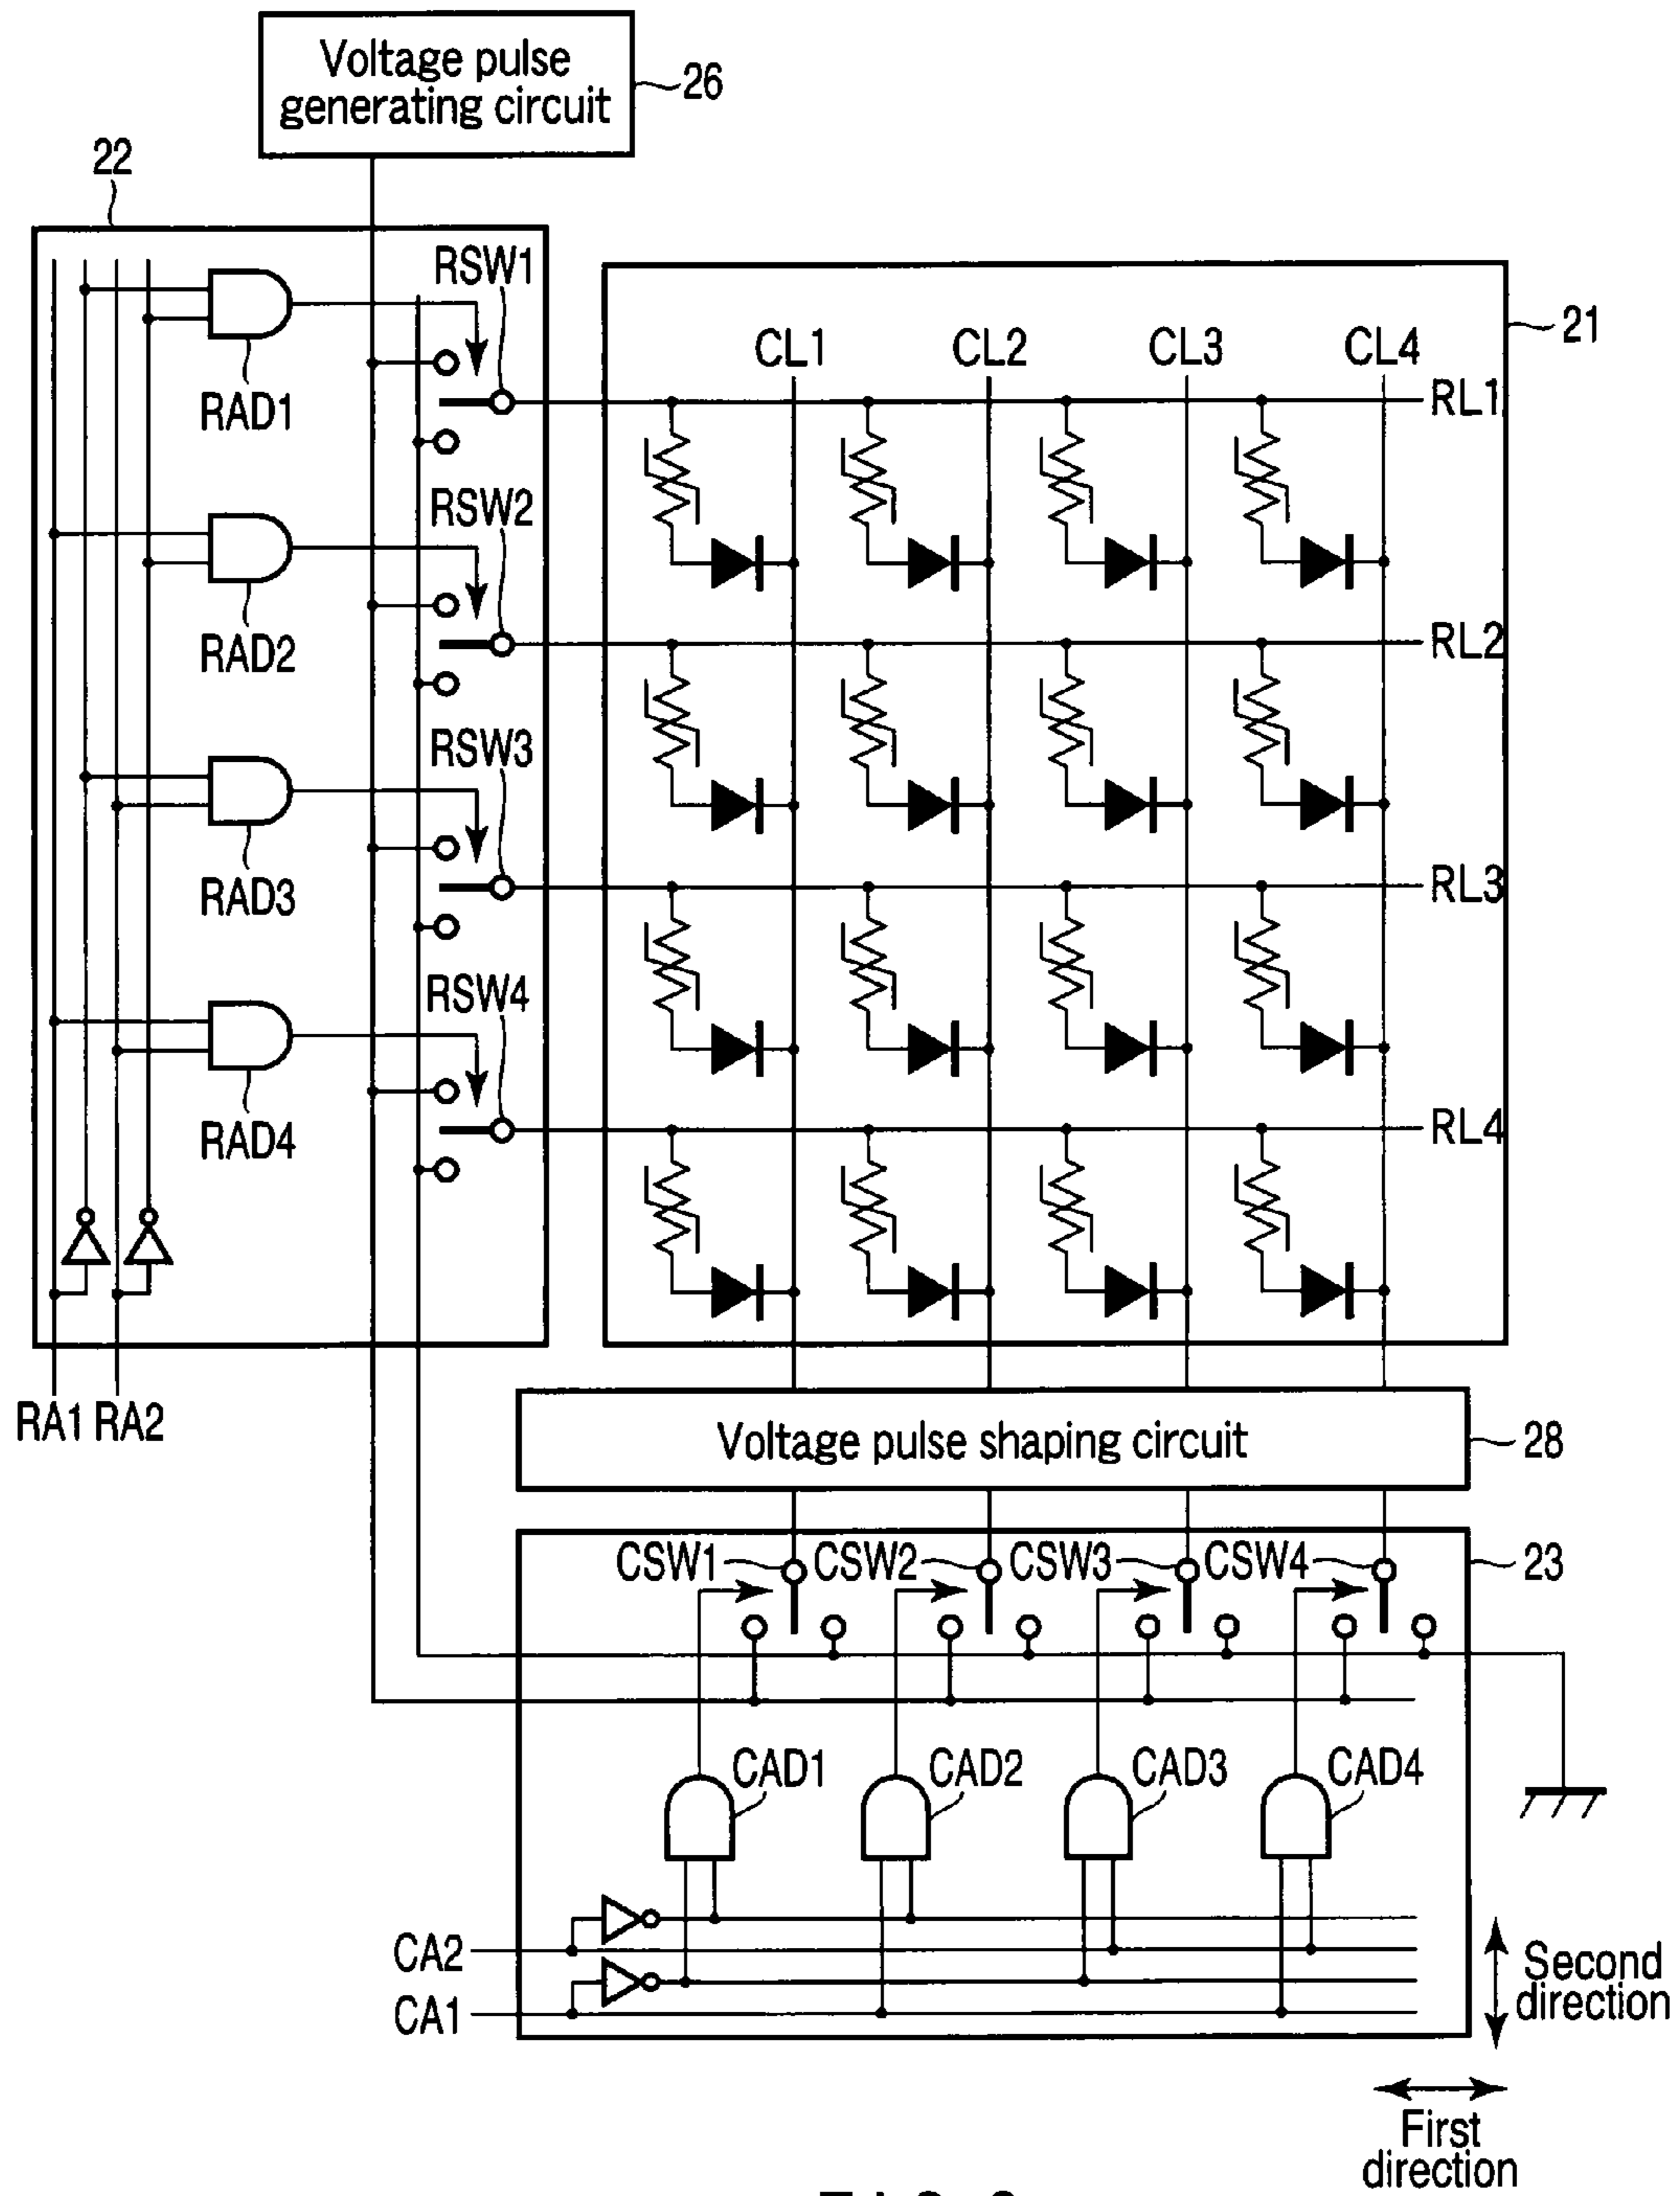 Voltage pulse
generating circuit
26
22
RSW1
RAD1
RSW2
RAD2
RSW3
RAD3
RSW4
RAD4
RA1 RA2
21
CL1 CL2 CL3 CL4
RL1
RL2
RL3
RL4
Voltage pulse shaping circuit
28
CSW1 CSW2 CSW3 CSW4
23
CAD1 CAD2 CAD3 CAD4
CA2
CA1
Second
direction
First
direction